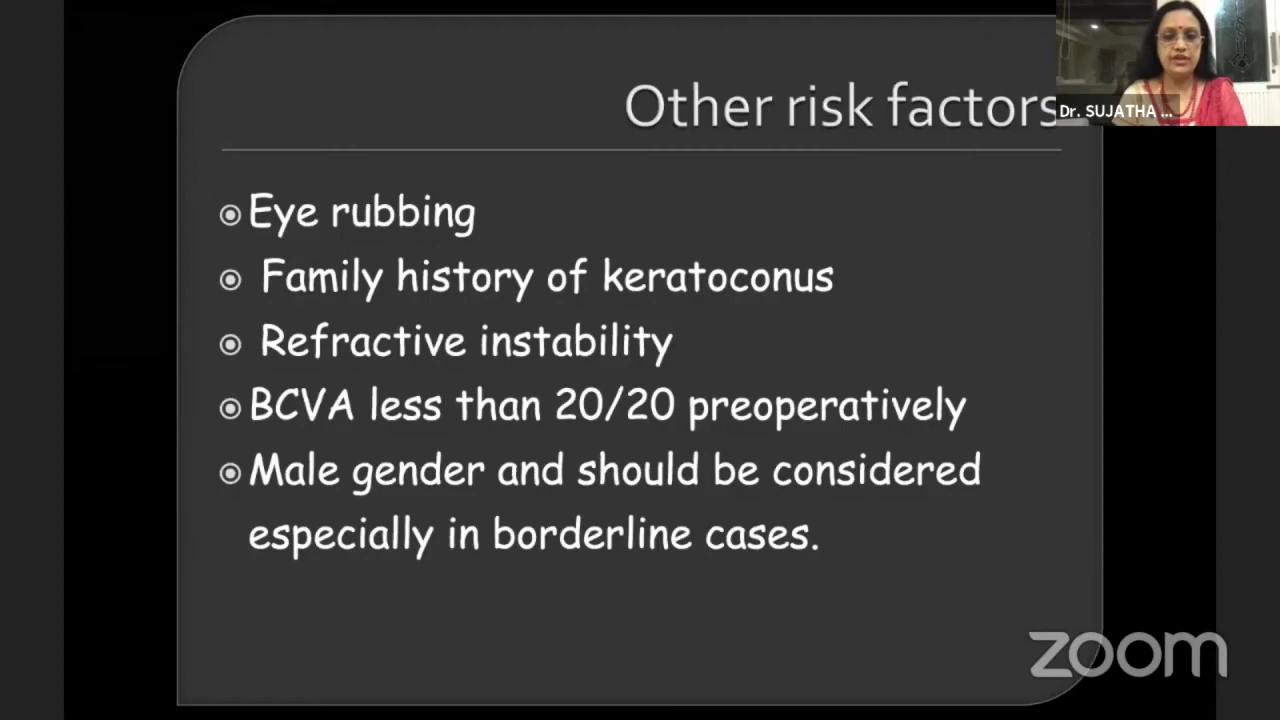 Other risk factors
Dr. SUJATHA ...
Eye rubbing
Family history of keratoconus
Refractive instability
BCVA less than 20/20 preoperatively
Male gender and should be considered
especially in borderline cases.
zoom